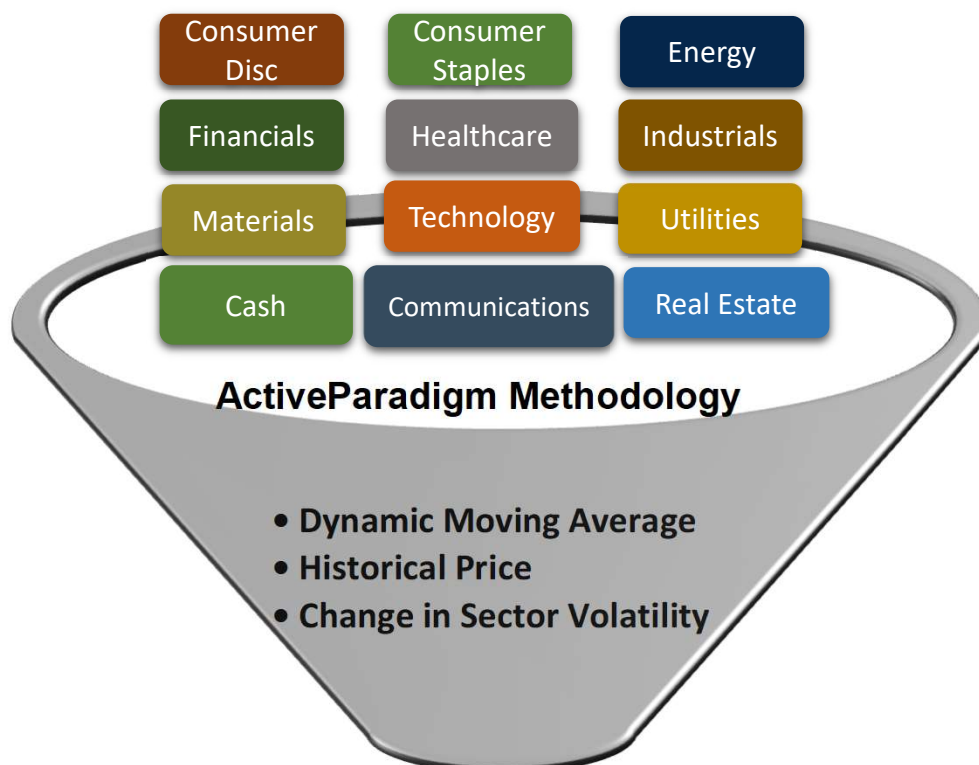 Consumer
Disc
Consumer
Staples
Energy
Financials
Healthcare
Industrials
Materials
Technology
Utilities
Cash
Communications
Real Estate
ActiveParadigm Methodology
• Dynamic Moving Average
• Historical Price
• Change in Sector Volatility